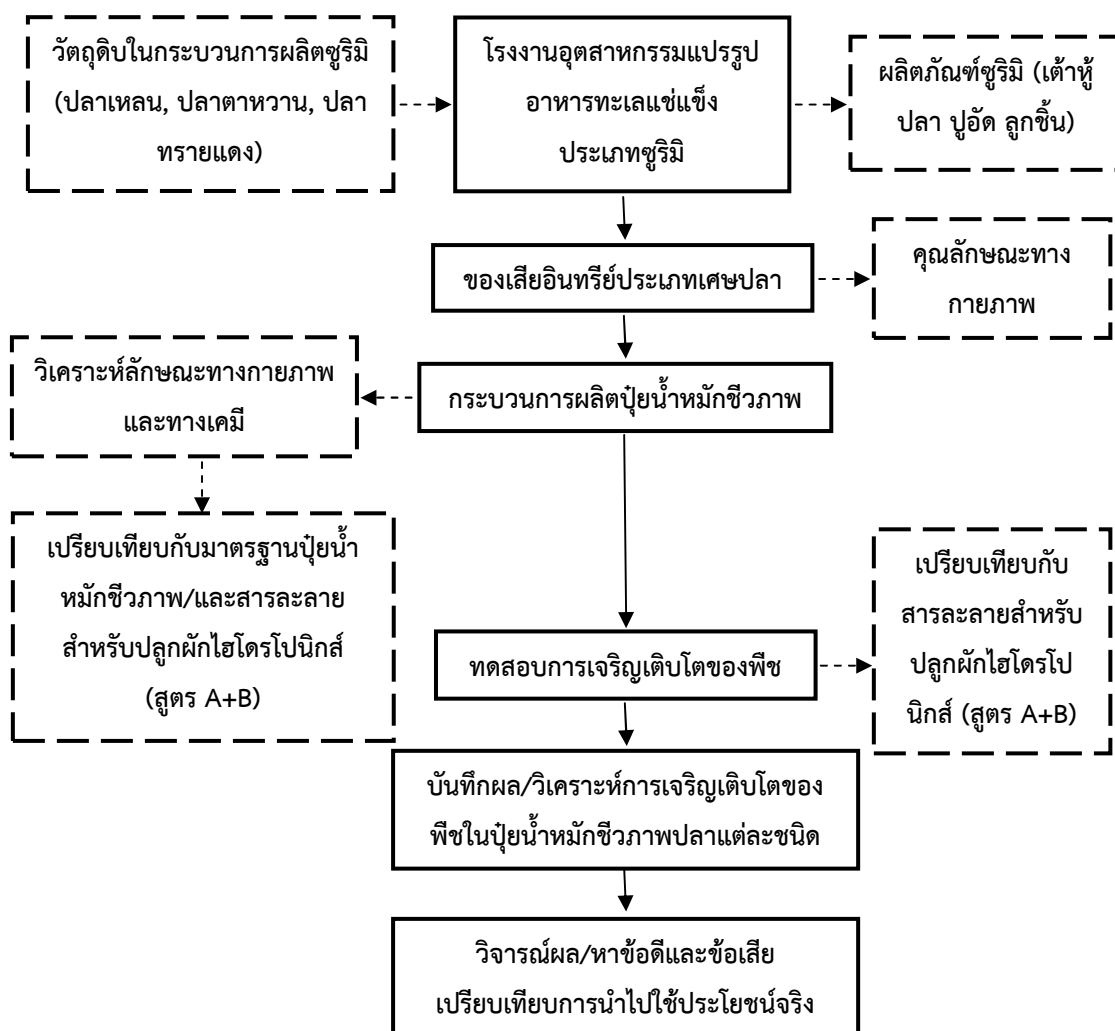 วัตถุดิบในกระบวนการผลิตซูริมิ
(ปลาเหลน, ปลาตาหวาน, ปลา
ทรายแดง)
โรงงานอุตสาหกรรมแปรรูป
อาหารทะเลแช่แข็ง
ประเภทซูริมิ
ผลิตภัณฑ์ซูริมิ (เต้าหู้
ปลา ปูอัด ลูกชิ้น)
ของเสียอินทรีย์ประเภทเศษปลา
คุณลักษณะทาง
กายภาพ
วิเคราะห์ลักษณะทางกายภาพ
และทางเคมี
กระบวนการผลิตปุ๋ยน้ำหมักชีวภาพ
เปรียบเทียบกับมาตรฐานปุ๋ยน้ำ
หมักชีวภาพ/และสารละลาย
สำหรับปลูกผักไฮโดรโปนิกส์
(สูตร A+B)
ทดสอบการเจริญเติบโตของพืช
เปรียบเทียบกับ
สารละลายสำหรับ
ปลูกผักไฮโดรโป
นิกส์ (สูตร A+B)
บันทึกผล/วิเคราะห์การเจริญเติบโตของ
พืชในปุ๋ยน้ำหมักชีวภาพปลาแต่ละชนิด
วิจารณ์ผล/หาข้อดีและข้อเสีย
เปรียบเทียบการนำไปใช้ประโยชน์จริง